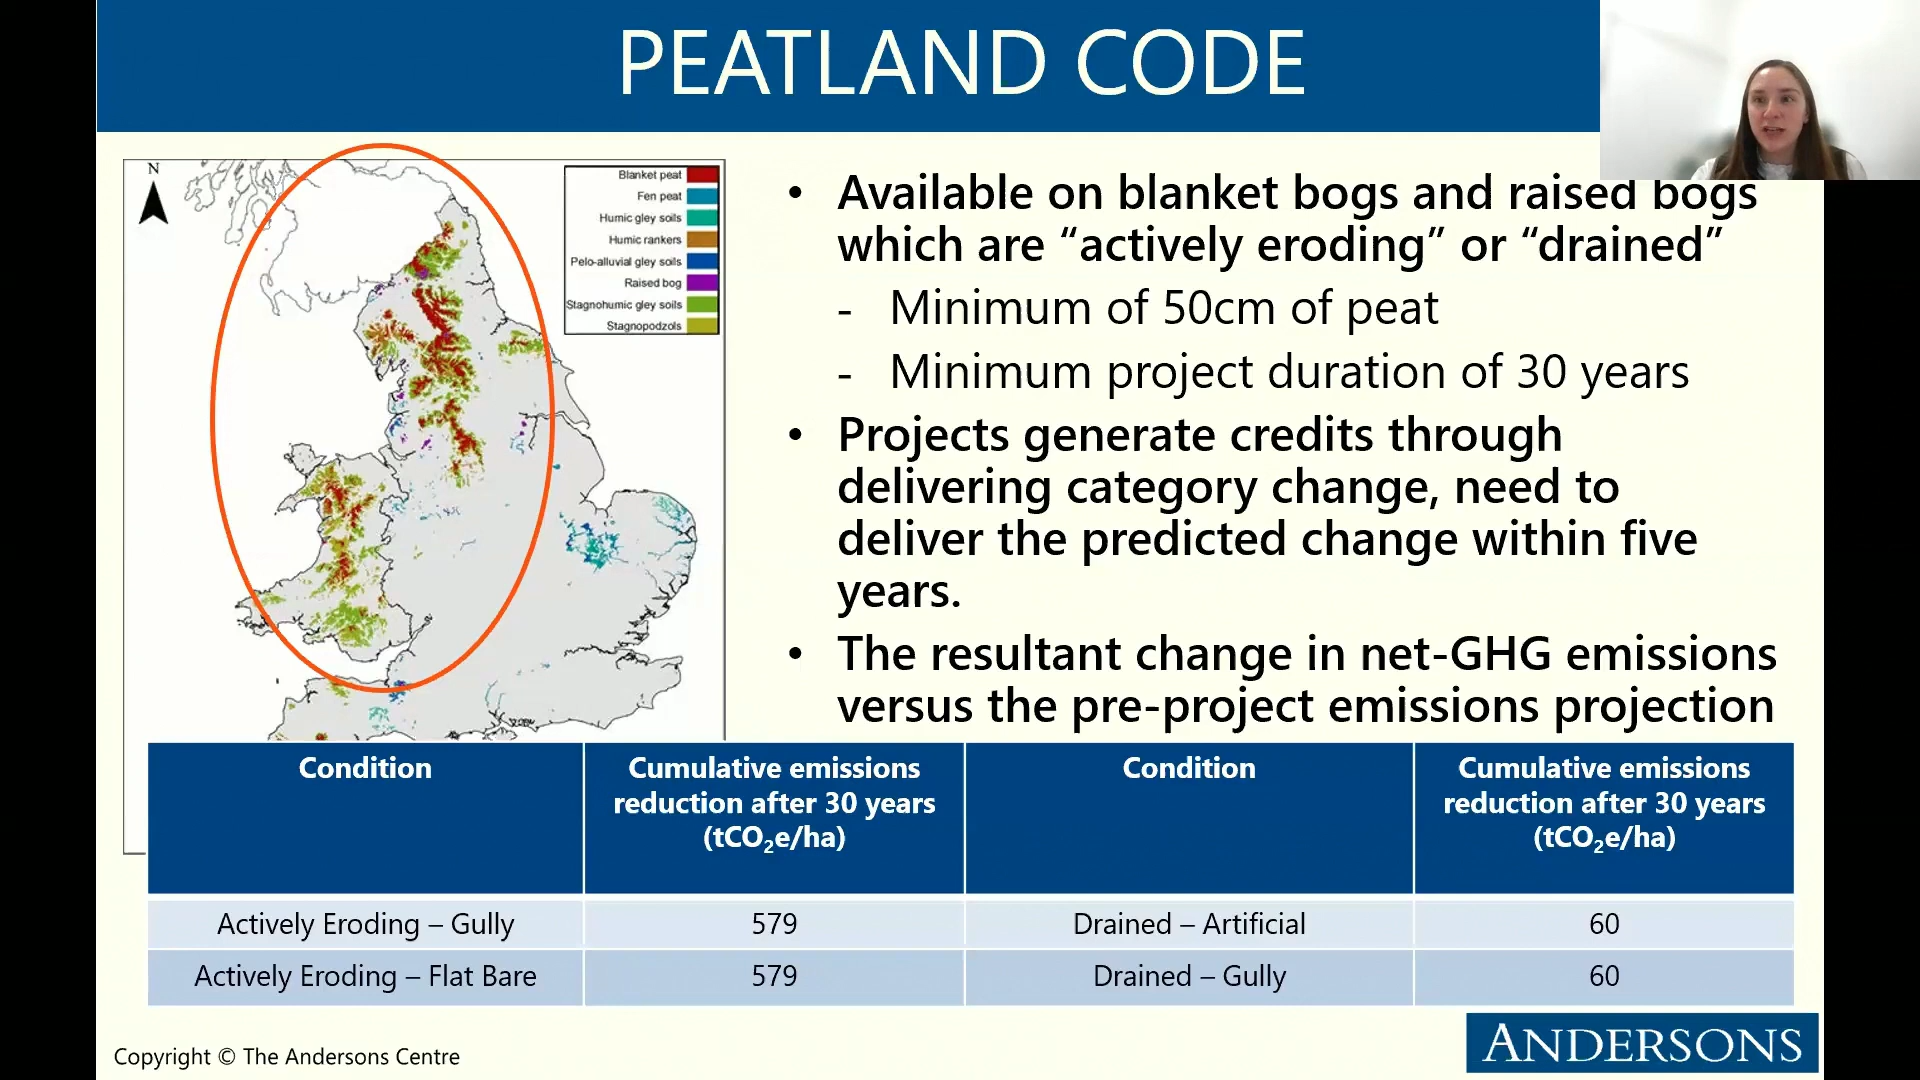 PEATLAND CODE
N
Blanket peat
Fen peat
Humic gley soils
Humic rankers
Pelo-alluvial gley soils
Raised bog
Stagnohumic gley soils
Stagnopodzols
• Available on blanket bogs and raised bogs
which are “actively eroding” or “drained”
- Minimum of 50cm of peat
- Minimum project duration of 30 years
• Projects generate credits through
delivering category change, need to
deliver the predicted change within five
years.
• The resultant change in net-GHG emissions
versus the pre-project emissions projection
Condition
Cumulative emissions
reduction after 30 years
(tCO₂e/ha)
Condition
Cumulative emissions
reduction after 30 years
(tCO₂e/ha)
Actively Eroding – Gully 579 Drained – Artificial 60
Actively Eroding – Flat Bare 579 Drained – Gully 60
Copyright © The Andersons Centre
ANDERSONS